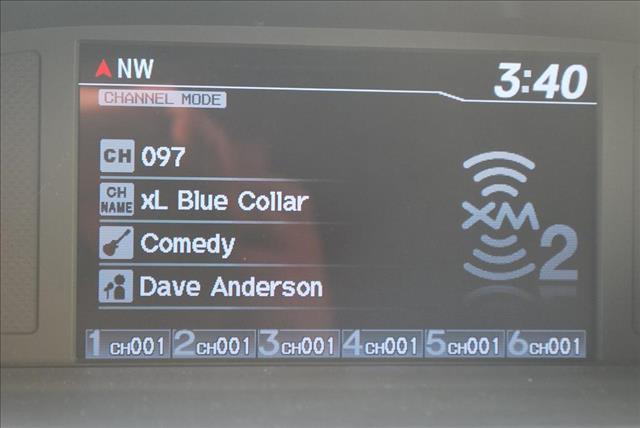 NW 3:40
CHANNEL MODE
CH 097
CH NAME xL Blue Collar
Comedy
Dave Anderson
XM 2
1 CH001 2 CH001 3 CH001 4 CH001 5 CH001 6 CH001